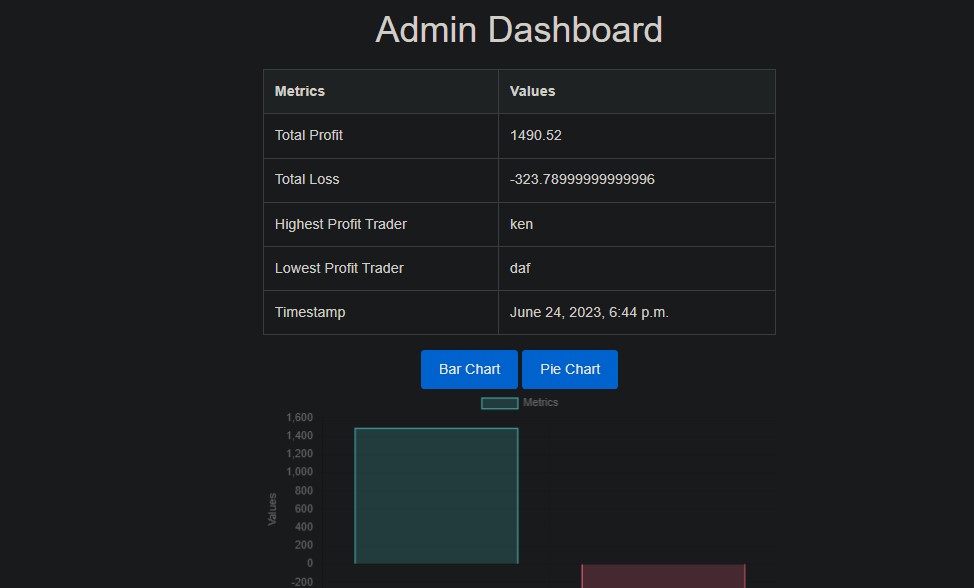 Admin Dashboard
Metrics Values
Total Profit 1490.52
Total Loss -323.78999999999996
Highest Profit Trader ken
Lowest Profit Trader daf
Timestamp June 24, 2023, 6:44 p.m.
Bar Chart Pie Chart
Metrics
1,600
1,400
1,200
1,000
800
600
400
200
0
-200
Values